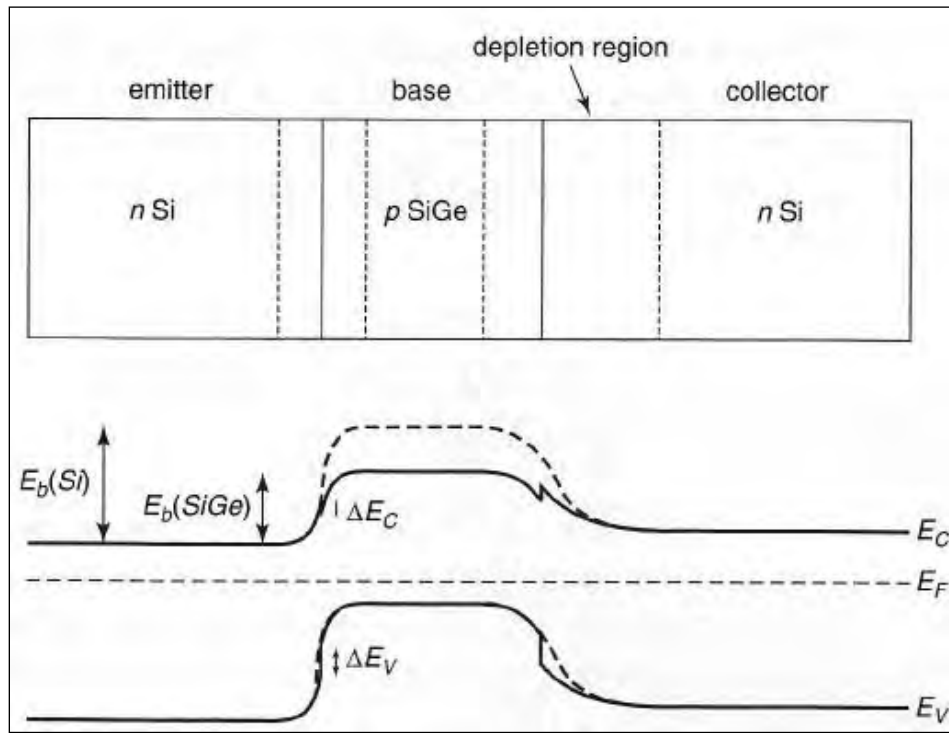 depletion region
emitter base collector
n Si p SiGe n Si
E_b(Si)
E_b(SiGe)
ΔE_C
E_C
E_F
ΔE_V
E_V